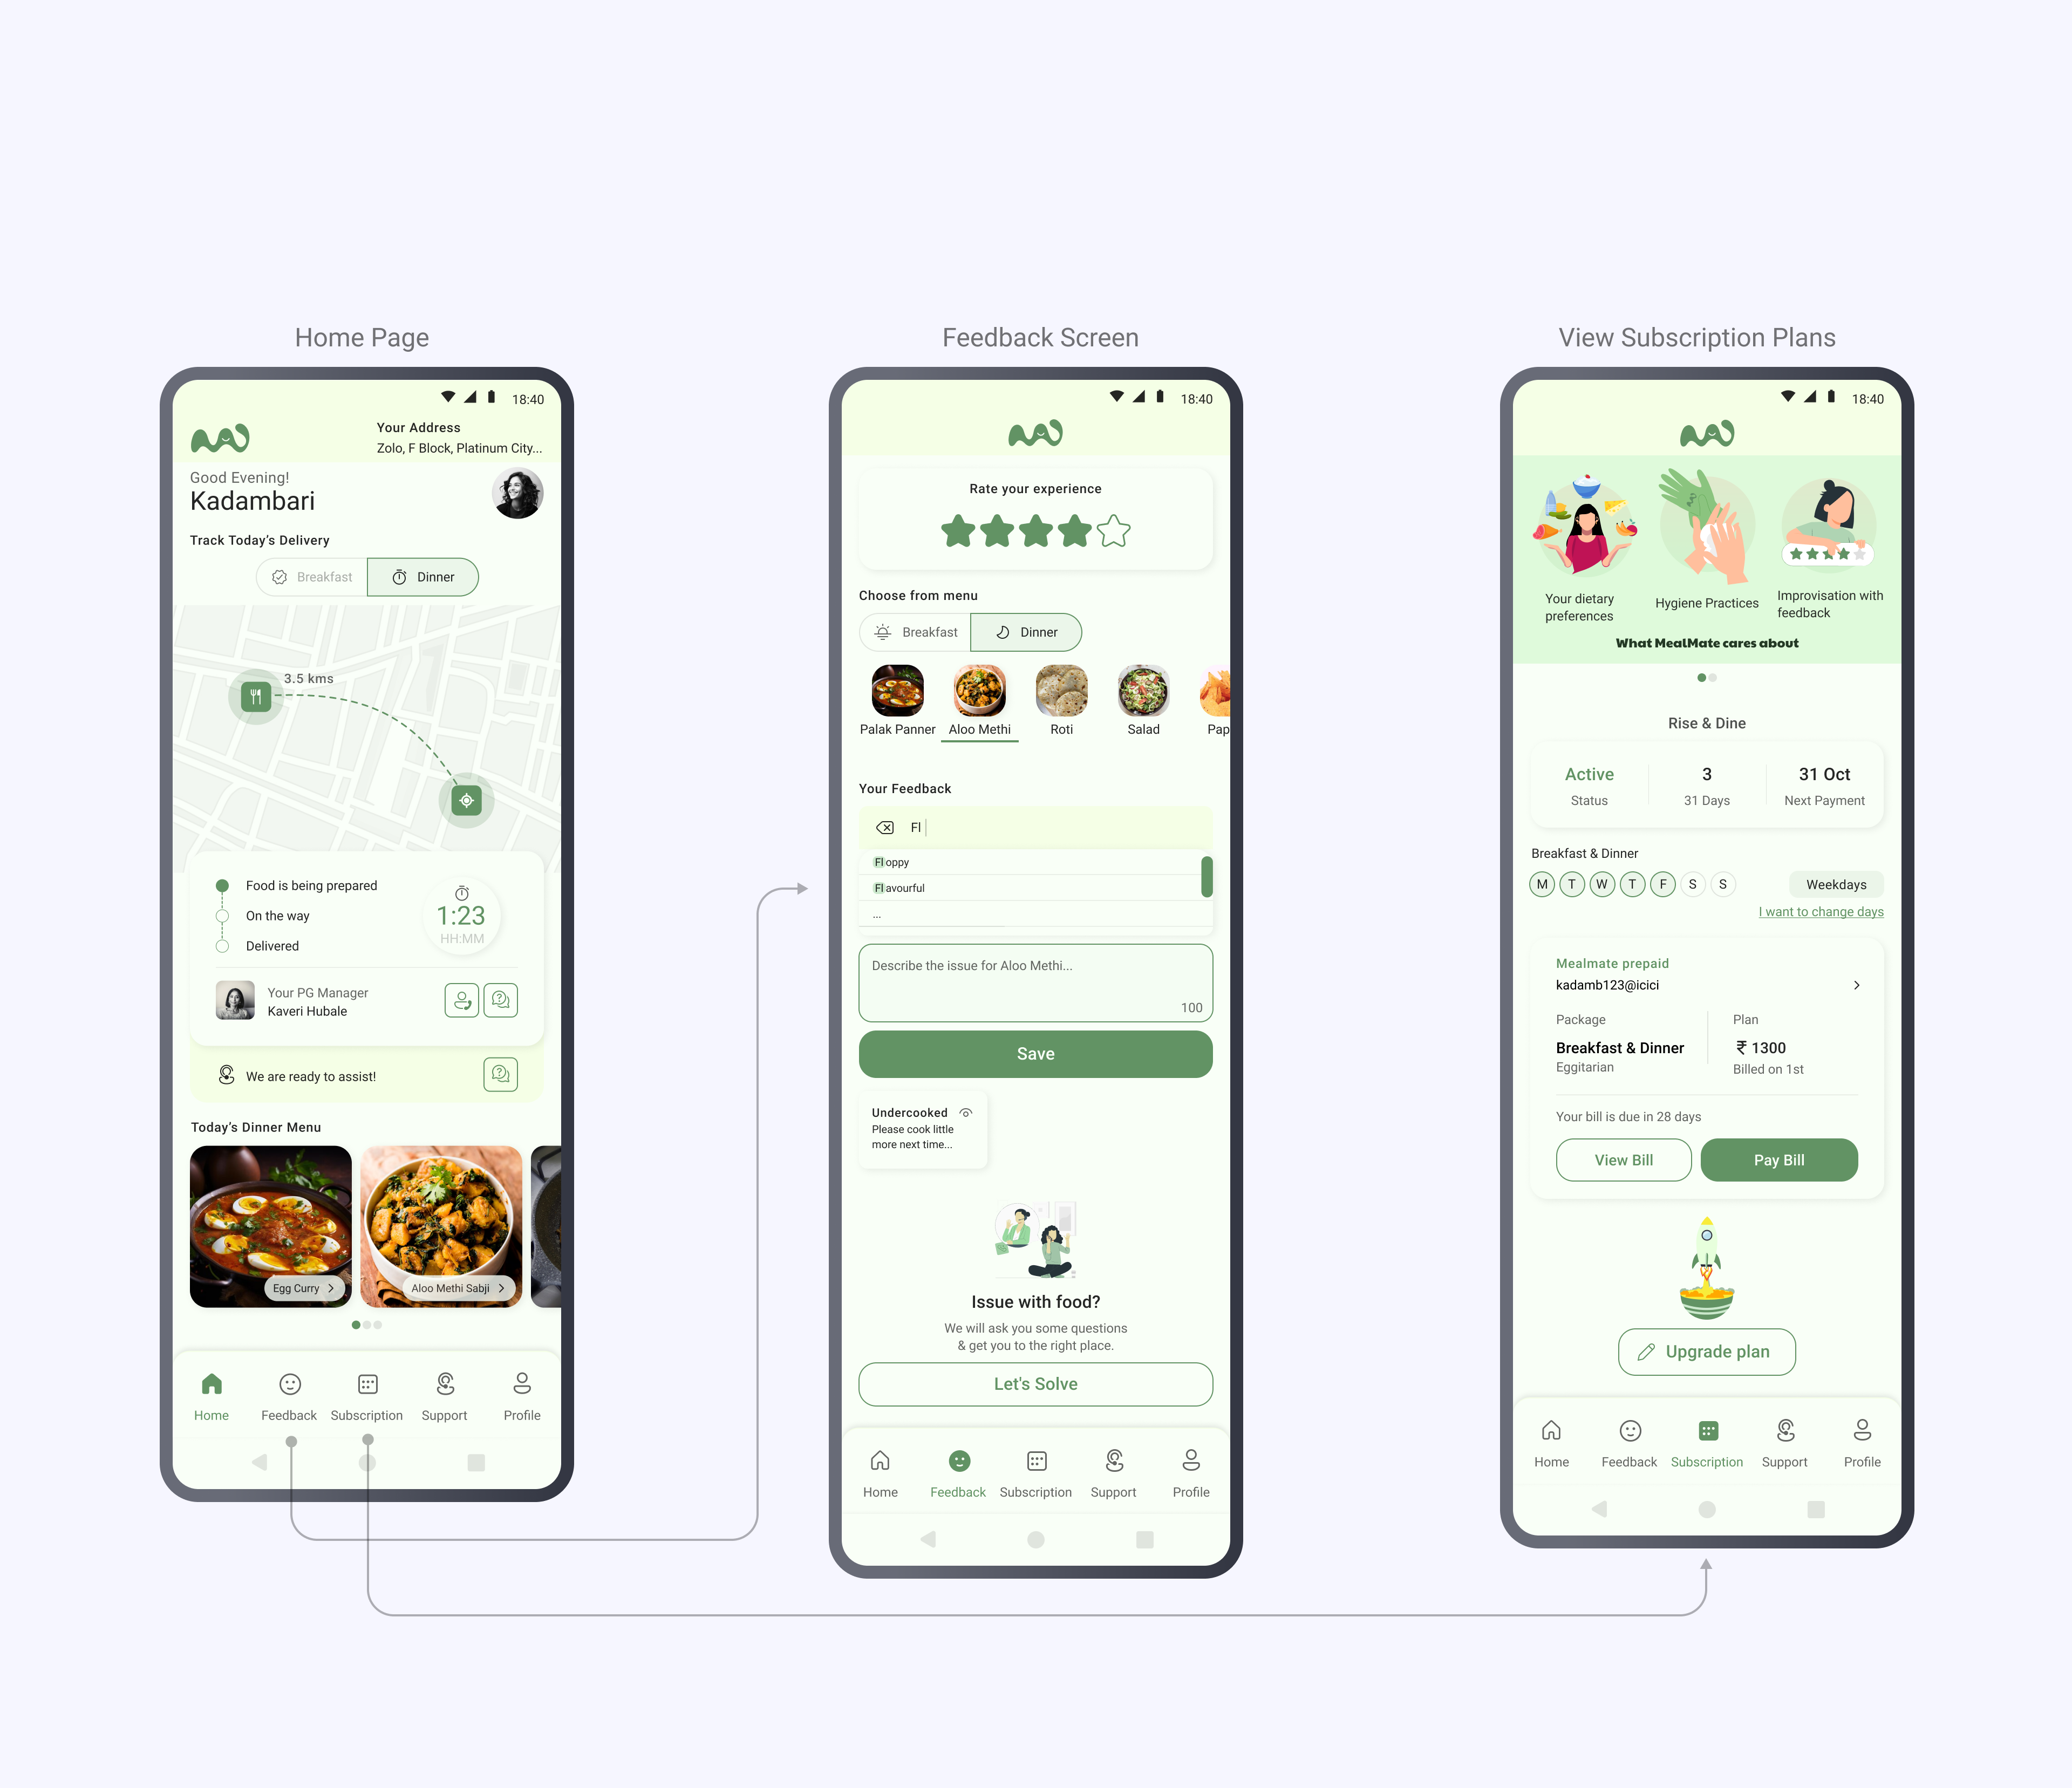 Home Page
18:40
Your Address
Zolo, F Block, Platinum City...
Good Evening!
Kadambari
Track Today's Delivery
Breakfast
Dinner
3.5 kms
Food is being prepared
On the way
Delivered
1:23
HH:MM
Your PG Manager
Kaveri Hubale
We are ready to assist!
Today's Dinner Menu
Egg Curry
Aloo Methi Sabji
Home
Feedback
Subscription
Support
Profile
Feedback Screen
18:40
Rate your experience
Choose from menu
Breakfast
Dinner
Palak Panner
Aloo Methi
Roti
Salad
Pap
Your Feedback
Fl
Floppy
Flavourful
...
Describe the issue for Aloo Methi...
100
Save
Undercooked
Please cook little
more next time...
Issue with food?
We will ask you some questions
& get you to the right place.
Let's Solve
Home
Feedback
Subscription
Support
Profile
View Subscription Plans
18:40
Your dietary
preferences
Hygiene Practices
Improvisation with
feedback
What MealMate cares about
Rise & Dine
Active
Status
3
31 Days
31 Oct
Next Payment
Breakfast & Dinner
M T W T F S S
Weekdays
I want to change days
Mealmate prepaid
kadamb123@icici
Package
Breakfast & Dinner
Eggitarian
Plan
₹ 1300
Billed on 1st
Your bill is due in 28 days
View Bill
Pay Bill
Upgrade plan
Home
Feedback
Subscription
Support
Profile